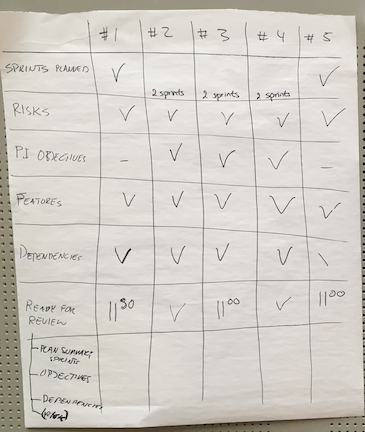 #1 #2 #3 #4 #5
SPRINTS PLANNED ✓ 2 sprints 2 sprints 2 sprints ✓
RISKS ✓ ✓ ✓ ✓ ✓
PI OBJECTIVES - ✓ ✓ ✓ -
FEATURES ✓ ✓ ✓ ✓ ✓
DEPENDENCIES ✓ ✓ ✓ ✓ \
READY FOR 11:30 ✓ 11:00 ✓ 11:00
REVIEW
PLAN SUMMARY
SPRINTS
OBJECTIVES
DEPENDENCIES